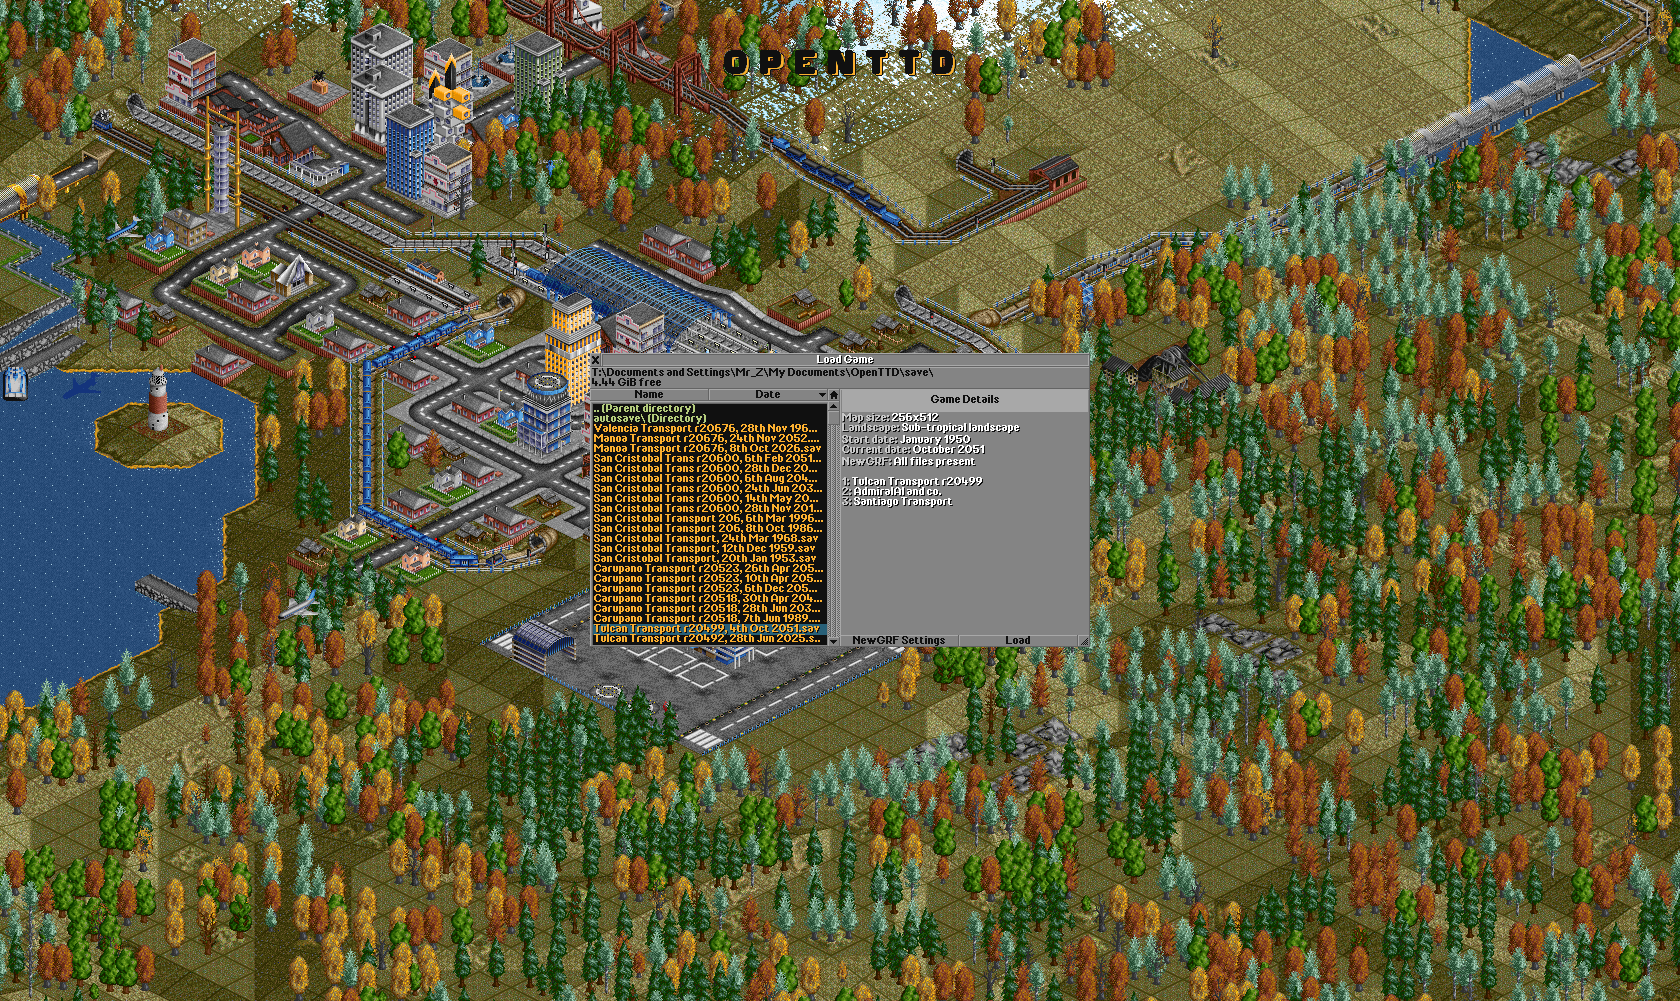 OPENTTD
Load Game
T:\Documents and Settings\Mr_Z\My Documents\OpenTTD\save\
4.44 GiB free
Name Date
.. (Parent directory)
autosave\ (Directory)
Valencia Transport r20676, 28th Nov 196...
Manoa Transport r20676, 24th Nov 2052....
Manoa Transport r20676, 8th Oct 2026.sav
San Cristobal Trans r20600, 6th Feb 2051...
San Cristobal Trans r20600, 28th Dec 20...
San Cristobal Trans r20600, 6th Aug 204...
San Cristobal Trans r20600, 24th Jun 203...
San Cristobal Trans r20600, 14th May 20...
San Cristobal Trans r20600, 28th Nov 201...
San Cristobal Transport 206, 6th Mar 1996...
San Cristobal Transport 206, 8th Oct 1986...
San Cristobal Transport, 24th Mar 1968.sav
San Cristobal Transport, 12th Dec 1959.sav
San Cristobal Transport, 20th Jan 1953.sav
Carupano Transport r20523, 26th Apr 205...
Carupano Transport r20523, 10th Apr 205...
Carupano Transport r20523, 6th Dec 205...
Carupano Transport r20518, 30th Apr 204...
Carupano Transport r20518, 28th Jun 203...
Carupano Transport r20518, 7th Jun 1989....
Tulcan Transport r20499, 4th Oct 2051.sav
Tulcan Transport r20492, 28th Jun 2025.s...
Game Details
Map size: 256x512
Landscape: Sub-tropical landscape
Start date: January 1950
Current date: October 2051
NewGRF: All files present
1: Tulcan Transport r20499
2: AdmiralAI and co.
3: Santiago Transport
NewGRF Settings Load